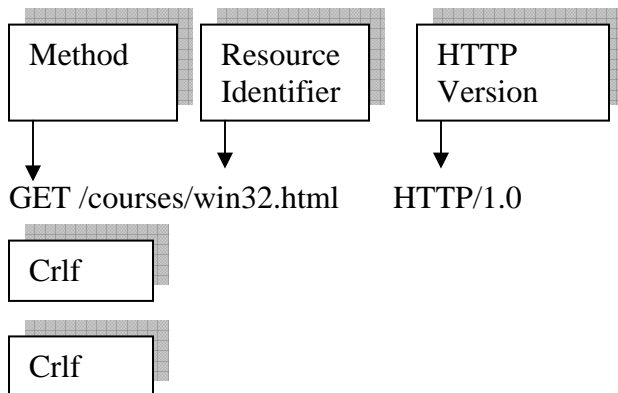 Method
Resource
Identifier
HTTP
Version
GET /courses/win32.html HTTP/1.0
Crlf
Crlf